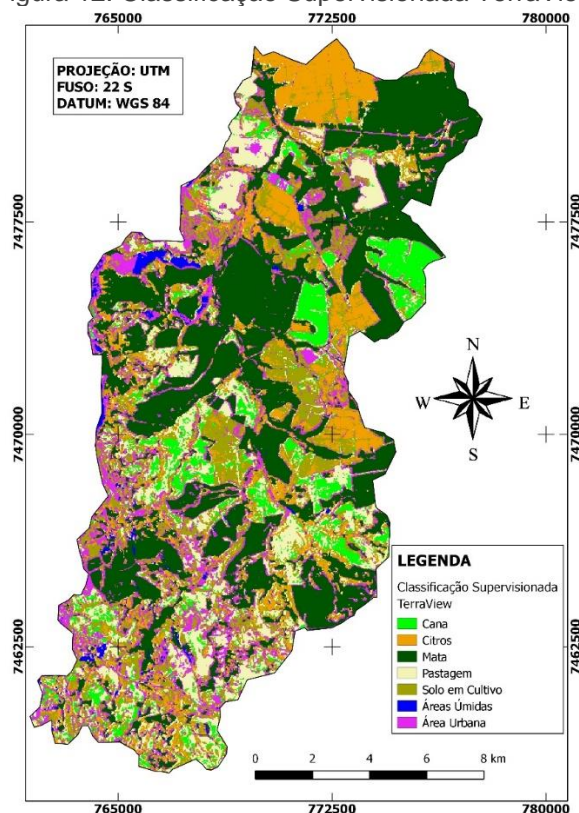 765000 772500 780000
PROJEÇÃO: UTM
FUSO: 22 S
DATUM: WGS 84
7477500 7477500
N
W E
S
7470000 7470000
LEGENDA
Classificação Supervisionada
TerraView
Cana
Citros
Mata
Pastagem
Solo em Cultivo
Áreas Úmidas
Área Urbana
7462500 7462500
0 2 4 6 8 km
765000 772500 780000